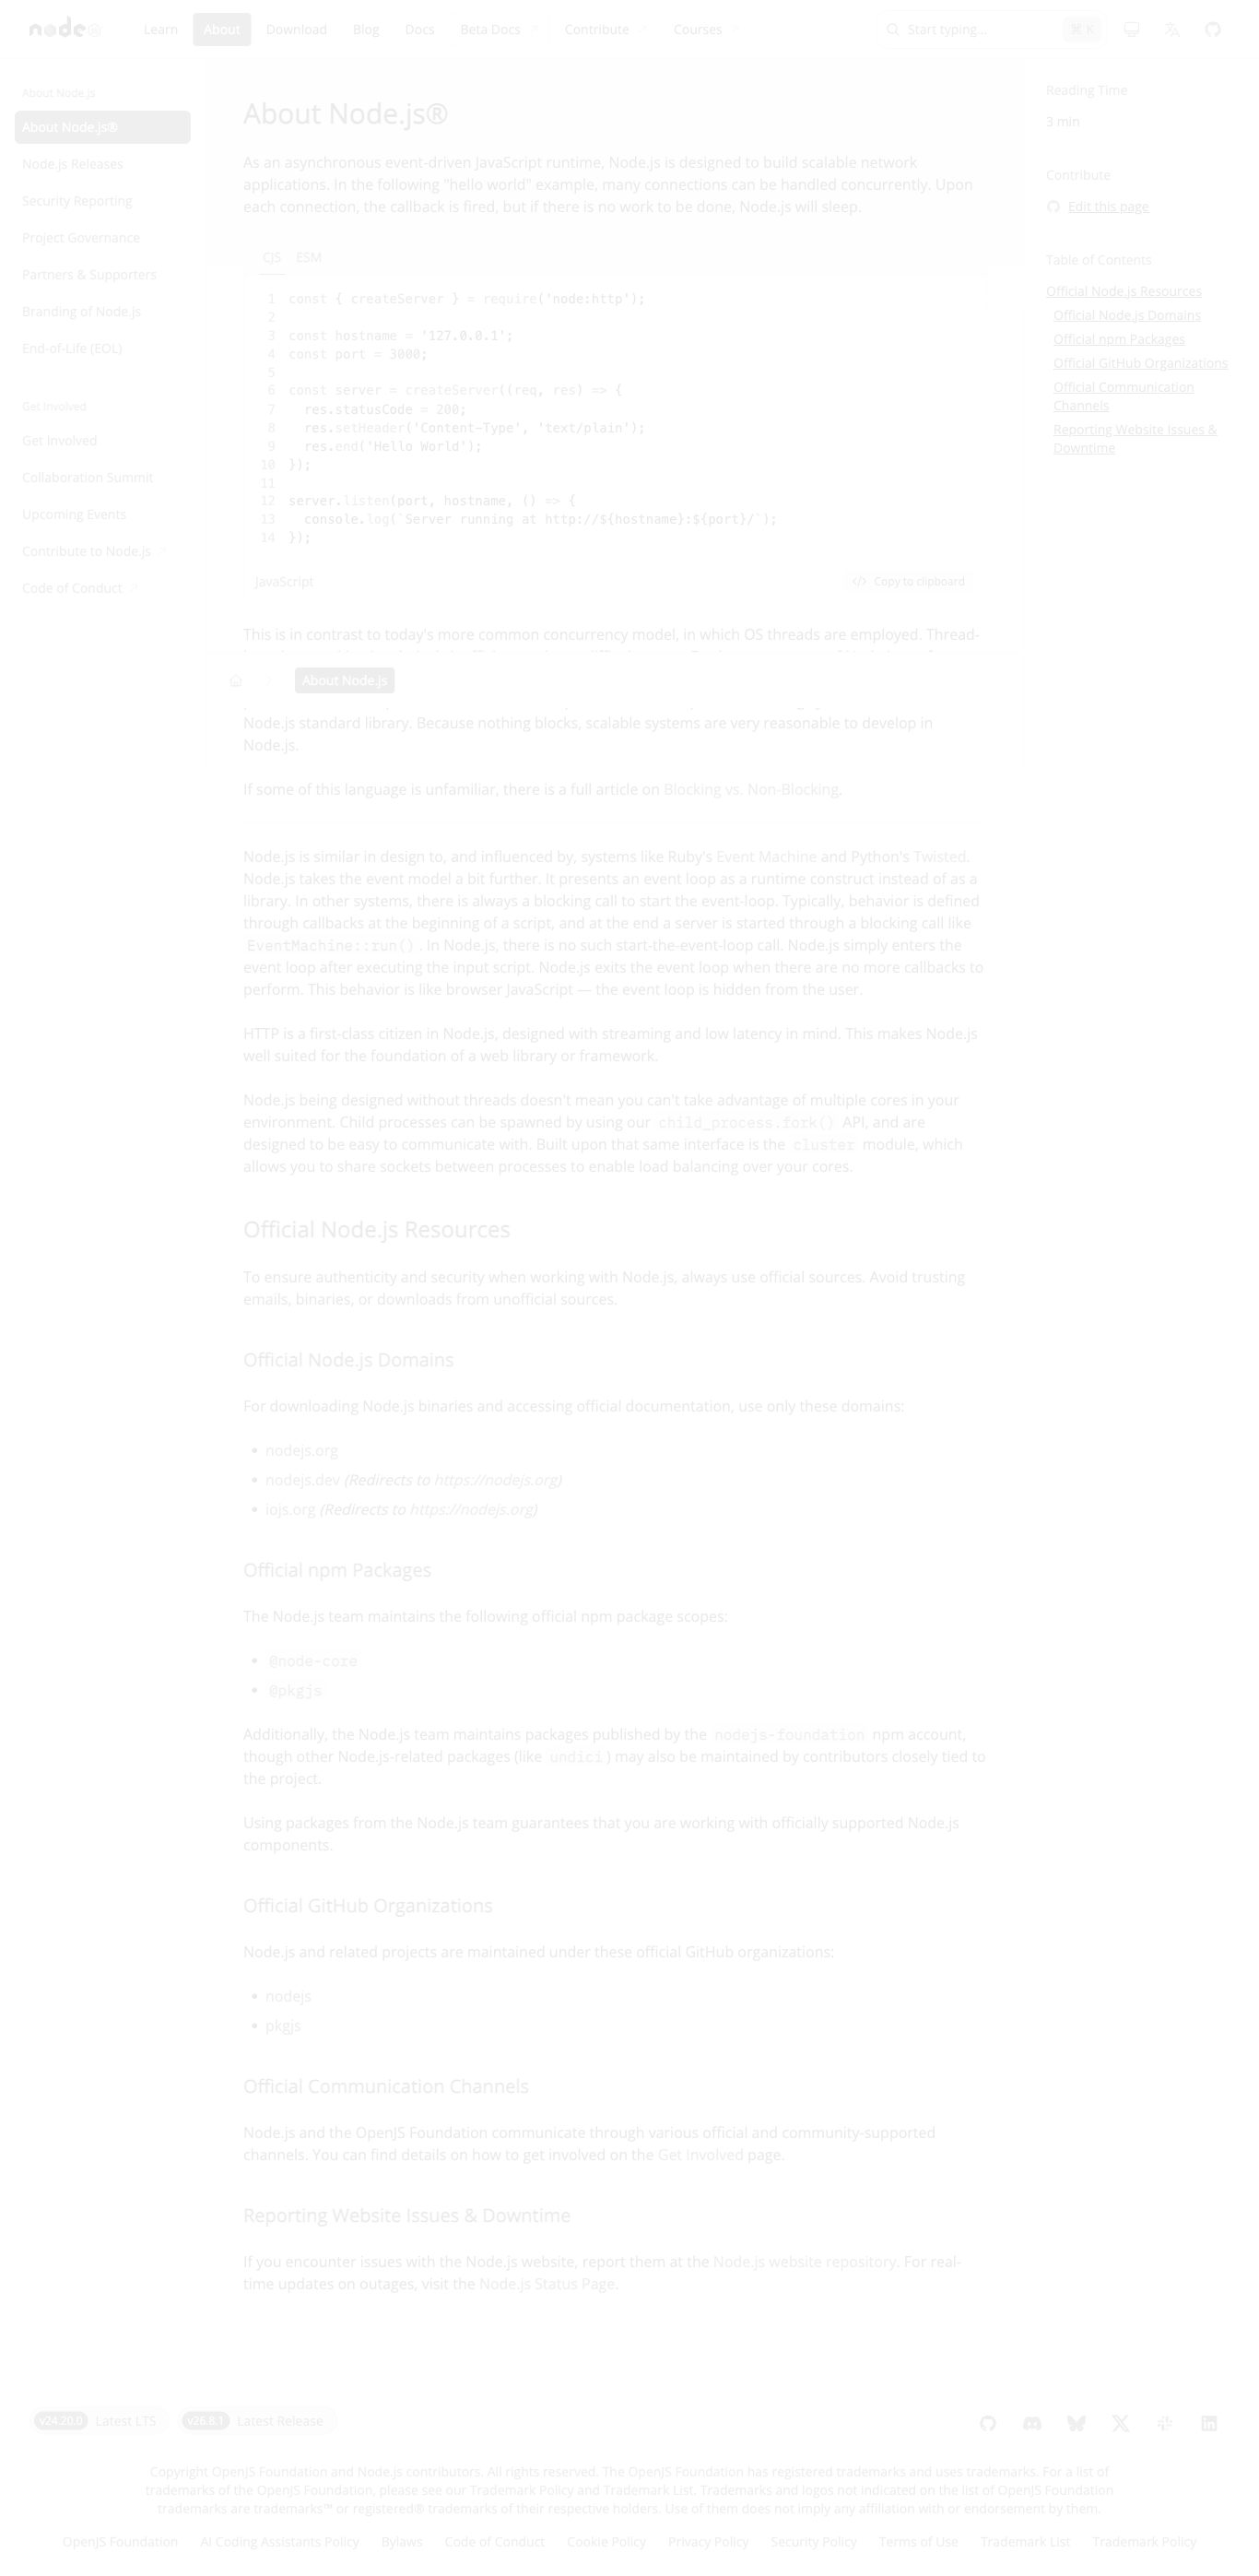 node
Learn
About
Download
Blog
Docs
Beta Docs
Contribute
Courses
Start typing...
⌘ K
About Node.js
About Node.js®
Node.js Releases
Security Reporting
Project Governance
Partners & Supporters
Branding of Node.js
End-of-Life (EOL)
Get Involved
Get Involved
Collaboration Summit
Upcoming Events
Contribute to Node.js
Code of Conduct
About Node.js®
As an asynchronous event-driven JavaScript runtime, Node.js is designed to build scalable network
applications. In the following "hello world" example, many connections can be handled concurrently. Upon
each connection, the callback is fired, but if there is no work to be done, Node.js will sleep.
CJS ESM
1 const { createServer } = require('node:http');
2
3 const hostname = '127.0.0.1';
4 const port = 3000;
5
6 const server = createServer((req, res) => {
7 res.statusCode = 200;
8 res.setHeader('Content-Type', 'text/plain');
9 res.end('Hello World');
10 });
11
12 server.listen(port, hostname, () => {
13 console.log(`Server running at http://${hostname}:${port}/`);
14 });
JavaScript
Copy to clipboard
This is in contrast to today's more common concurrency model, in which OS threads are employed. Thread-
About Node.js
Node.js standard library. Because nothing blocks, scalable systems are very reasonable to develop in
Node.js.
If some of this language is unfamiliar, there is a full article on Blocking vs. Non-Blocking.
Node.js is similar in design to, and influenced by, systems like Ruby's Event Machine and Python's Twisted.
Node.js takes the event model a bit further. It presents an event loop as a runtime construct instead of as a
library. In other systems, there is always a blocking call to start the event-loop. Typically, behavior is defined
through callbacks at the beginning of a script, and at the end a server is started through a blocking call like
EventMachine::run(). In Node.js, there is no such start-the-event-loop call. Node.js simply enters the
event loop after executing the input script. Node.js exits the event loop when there are no more callbacks to
perform. This behavior is like browser JavaScript — the event loop is hidden from the user.
HTTP is a first-class citizen in Node.js, designed with streaming and low latency in mind. This makes Node.js
well suited for the foundation of a web library or framework.
Node.js being designed without threads doesn't mean you can't take advantage of multiple cores in your
environment. Child processes can be spawned by using our child_process.fork() API, and are
designed to be easy to communicate with. Built upon that same interface is the cluster module, which
allows you to share sockets between processes to enable load balancing over your cores.
Official Node.js Resources
To ensure authenticity and security when working with Node.js, always use official sources. Avoid trusting
emails, binaries, or downloads from unofficial sources.
Official Node.js Domains
For downloading Node.js binaries and accessing official documentation, use only these domains:
• nodejs.org
• nodejs.dev (Redirects to https://nodejs.org)
• iojs.org (Redirects to https://nodejs.org)
Official npm Packages
The Node.js team maintains the following official npm package scopes:
• @node-core
• @pkgjs
Additionally, the Node.js team maintains packages published by the nodejs-foundation npm account,
though other Node.js-related packages (like undici) may also be maintained by contributors closely tied to
the project.
Using packages from the Node.js team guarantees that you are working with officially supported Node.js
components.
Official GitHub Organizations
Node.js and related projects are maintained under these official GitHub organizations:
• nodejs
• pkgjs
Official Communication Channels
Node.js and the OpenJS Foundation communicate through various official and community-supported
channels. You can find details on how to get involved on the Get Involved page.
Reporting Website Issues & Downtime
If you encounter issues with the Node.js website, report them at the Node.js website repository. For real-
time updates on outages, visit the Node.js Status Page.
Reading Time
3 min
Contribute
Edit this page
Table of Contents
Official Node.js Resources
Official Node.js Domains
Official npm Packages
Official GitHub Organizations
Official Communication
Channels
Reporting Website Issues &
Downtime
v24.20.0 Latest LTS
v26.8.1 Latest Release
Copyright OpenJS Foundation and Node.js contributors. All rights reserved. The OpenJS Foundation has registered trademarks and uses trademarks. For a list of
trademarks of the OpenJS Foundation, please see our Trademark Policy and Trademark List. Trademarks and logos not indicated on the list of OpenJS Foundation
trademarks are trademarks™ or registered® trademarks of their respective holders. Use of them does not imply any affiliation with or endorsement by them.
OpenJS Foundation
AI Coding Assistants Policy
Bylaws
Code of Conduct
Cookie Policy
Privacy Policy
Security Policy
Terms of Use
Trademark List
Trademark Policy